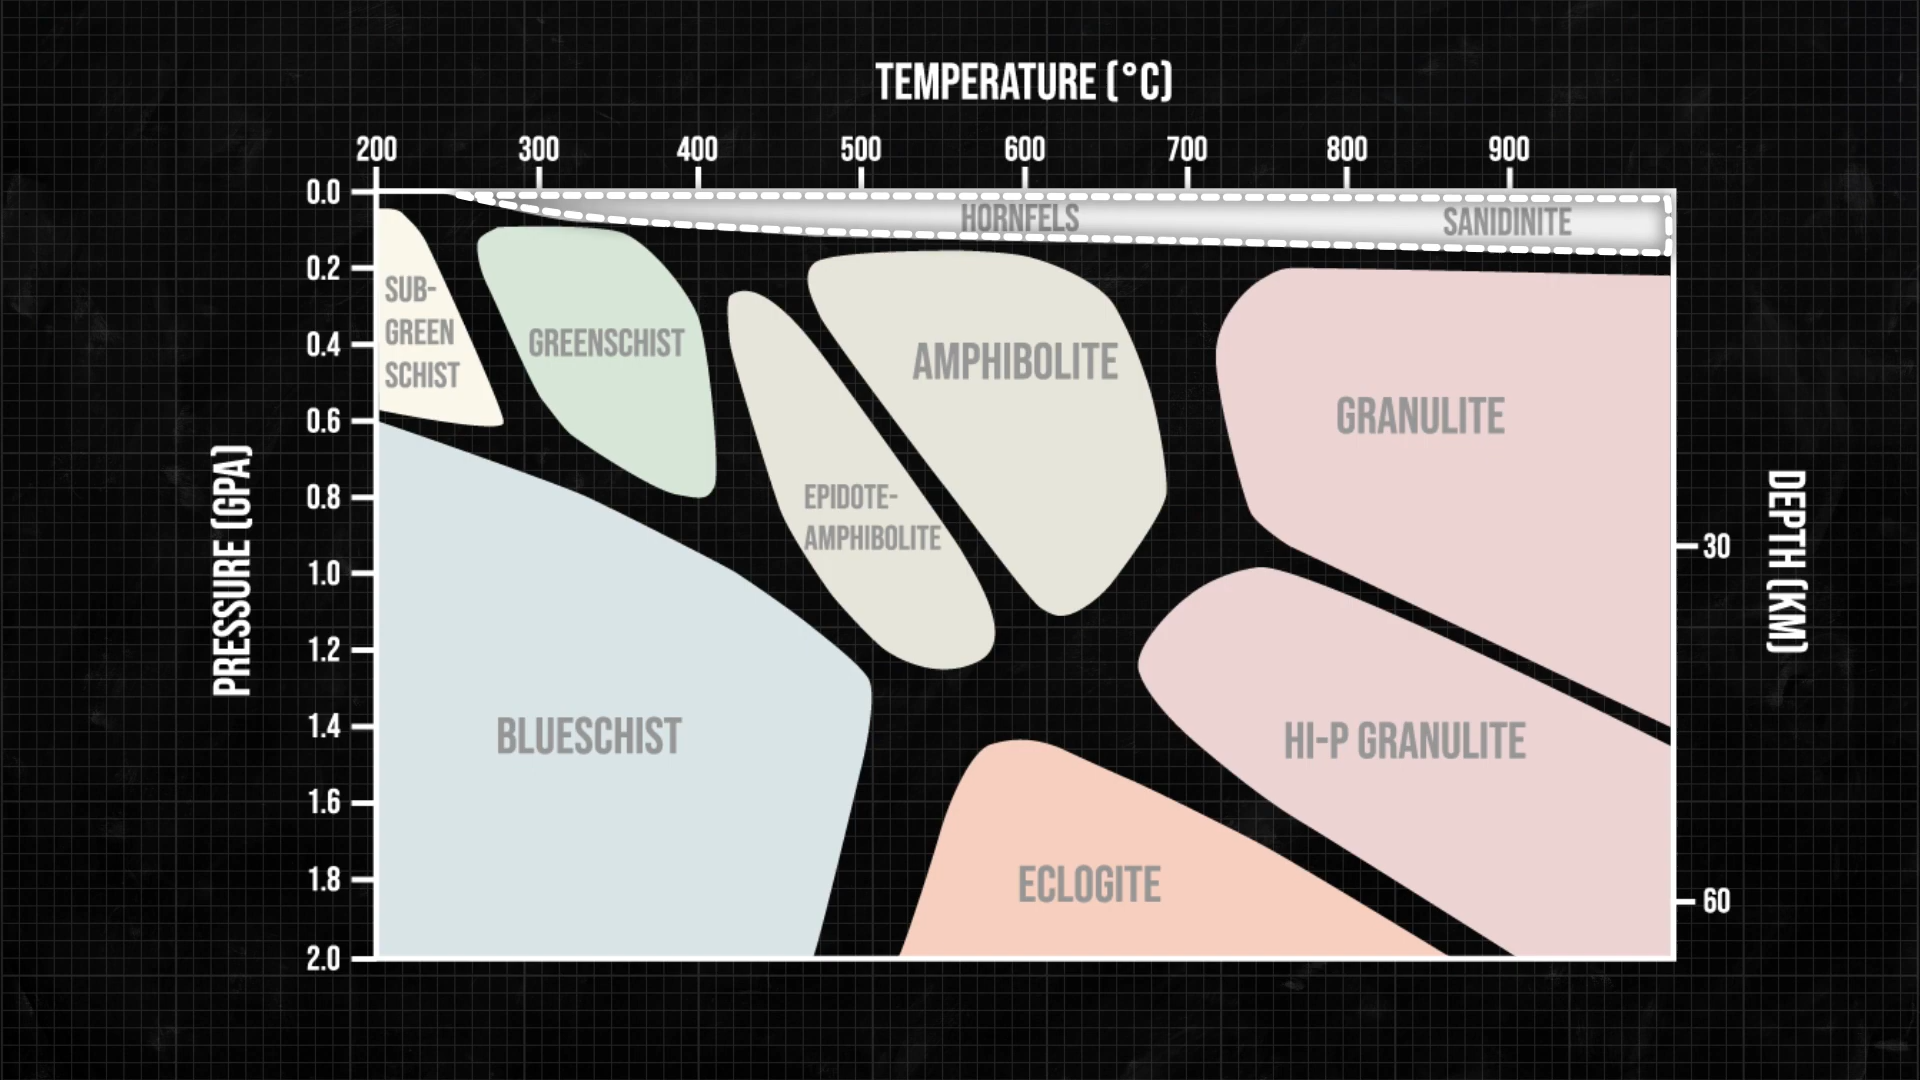 TEMPERATURE (°C)
200 300 400 500 600 700 800 900
0.0
HORNFELS
SANIDINITE
0.2
SUB-
GREEN
SCHIST
GREENSCHIST
0.4
AMPHIBOLITE
GRANULITE
0.6
PRESSURE (GPA)
DEPTH (KM)
0.8
EPIDOTE-
AMPHIBOLITE
30
1.0
1.2
1.4
BLUESCHIST
HI-P GRANULITE
1.6
1.8
ECLOGITE
60
2.0